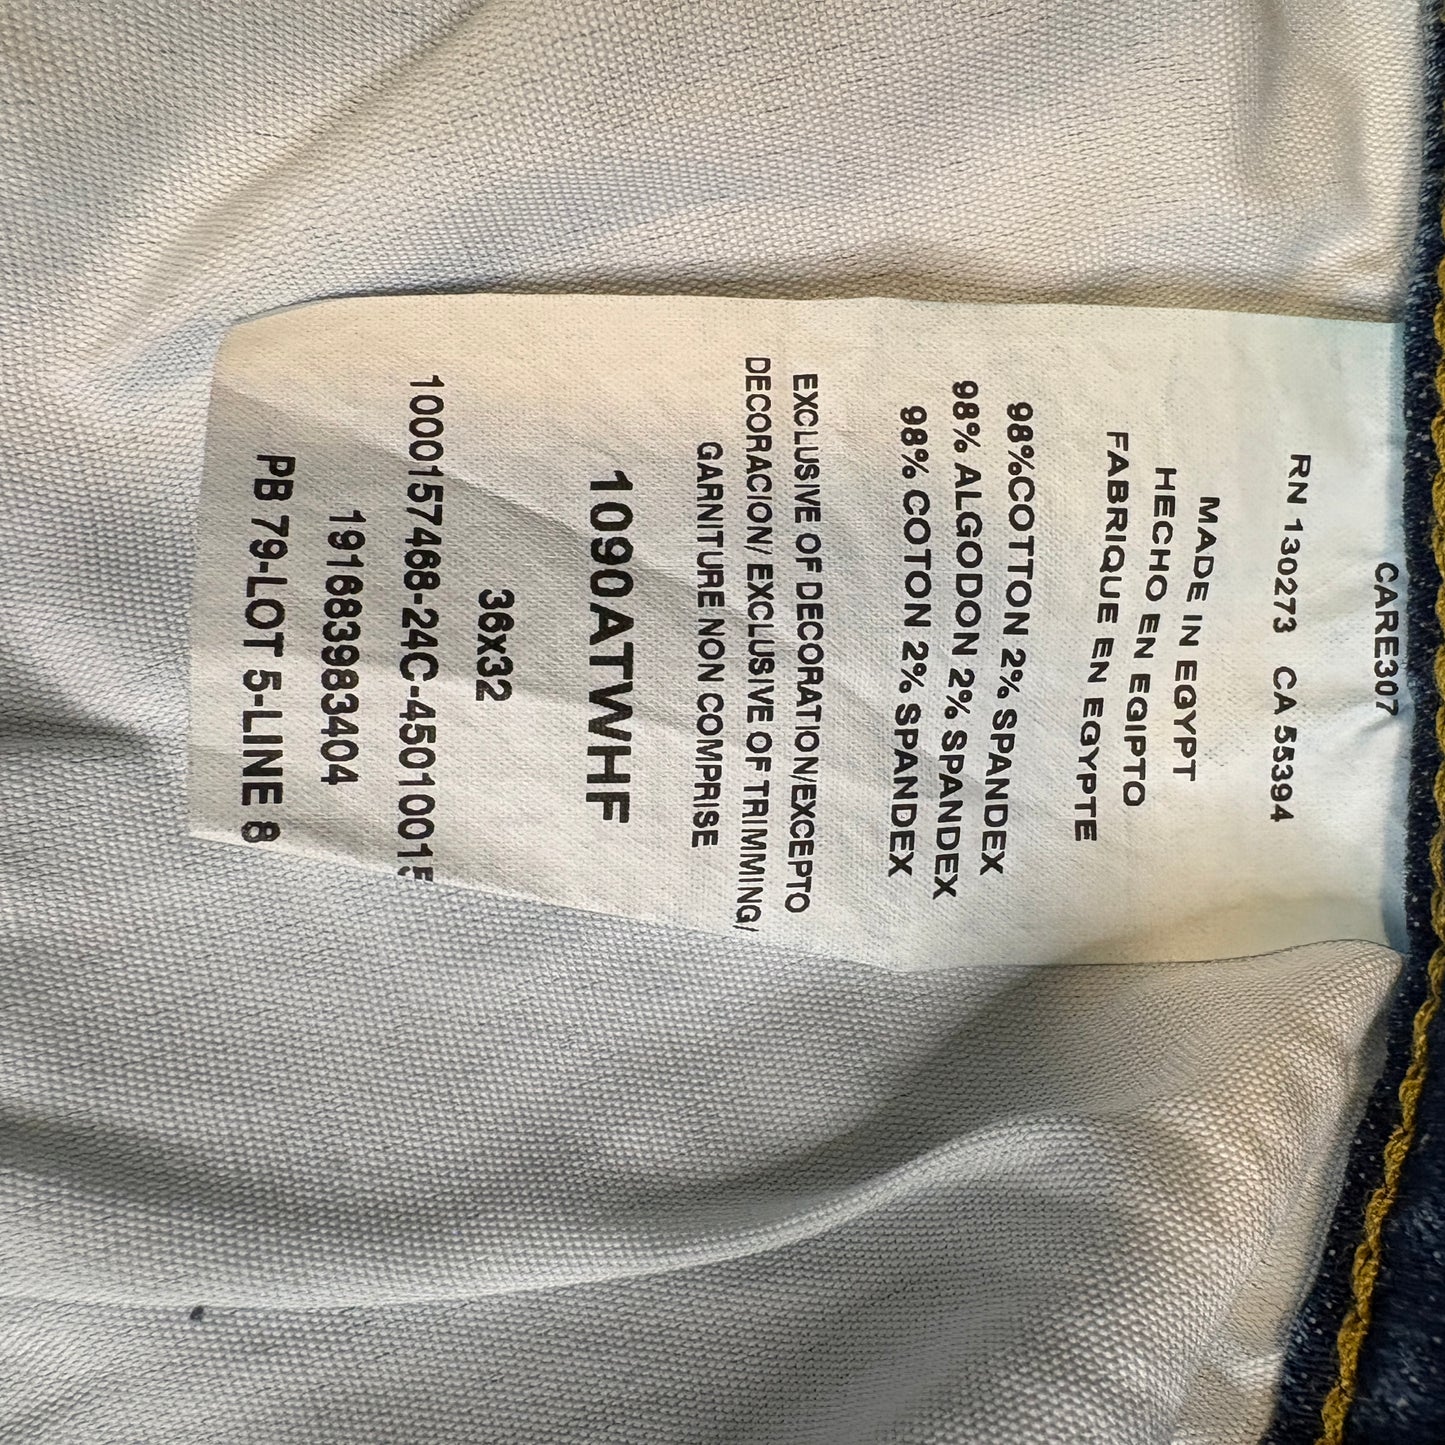 CARE307
RN 130273 CA 55394
MADE IN EGYPT
HECHO EN EGIPTO
FABRIQUE EN EGYPTE
98%COTTON 2% SPANDEX
98% ALGODON 2% SPANDEX
98% COTON 2% SPANDEX
EXCLUSIVE OF DECORATION/EXCEPTO
DECORACION/ EXCLUSIVE OF TRIMMING/
GARNITURE NON COMPRISE
1090ATWHF
36x32
1000157468-24C-45010015
191683983404
PB 79-LOT 5-LINE 8